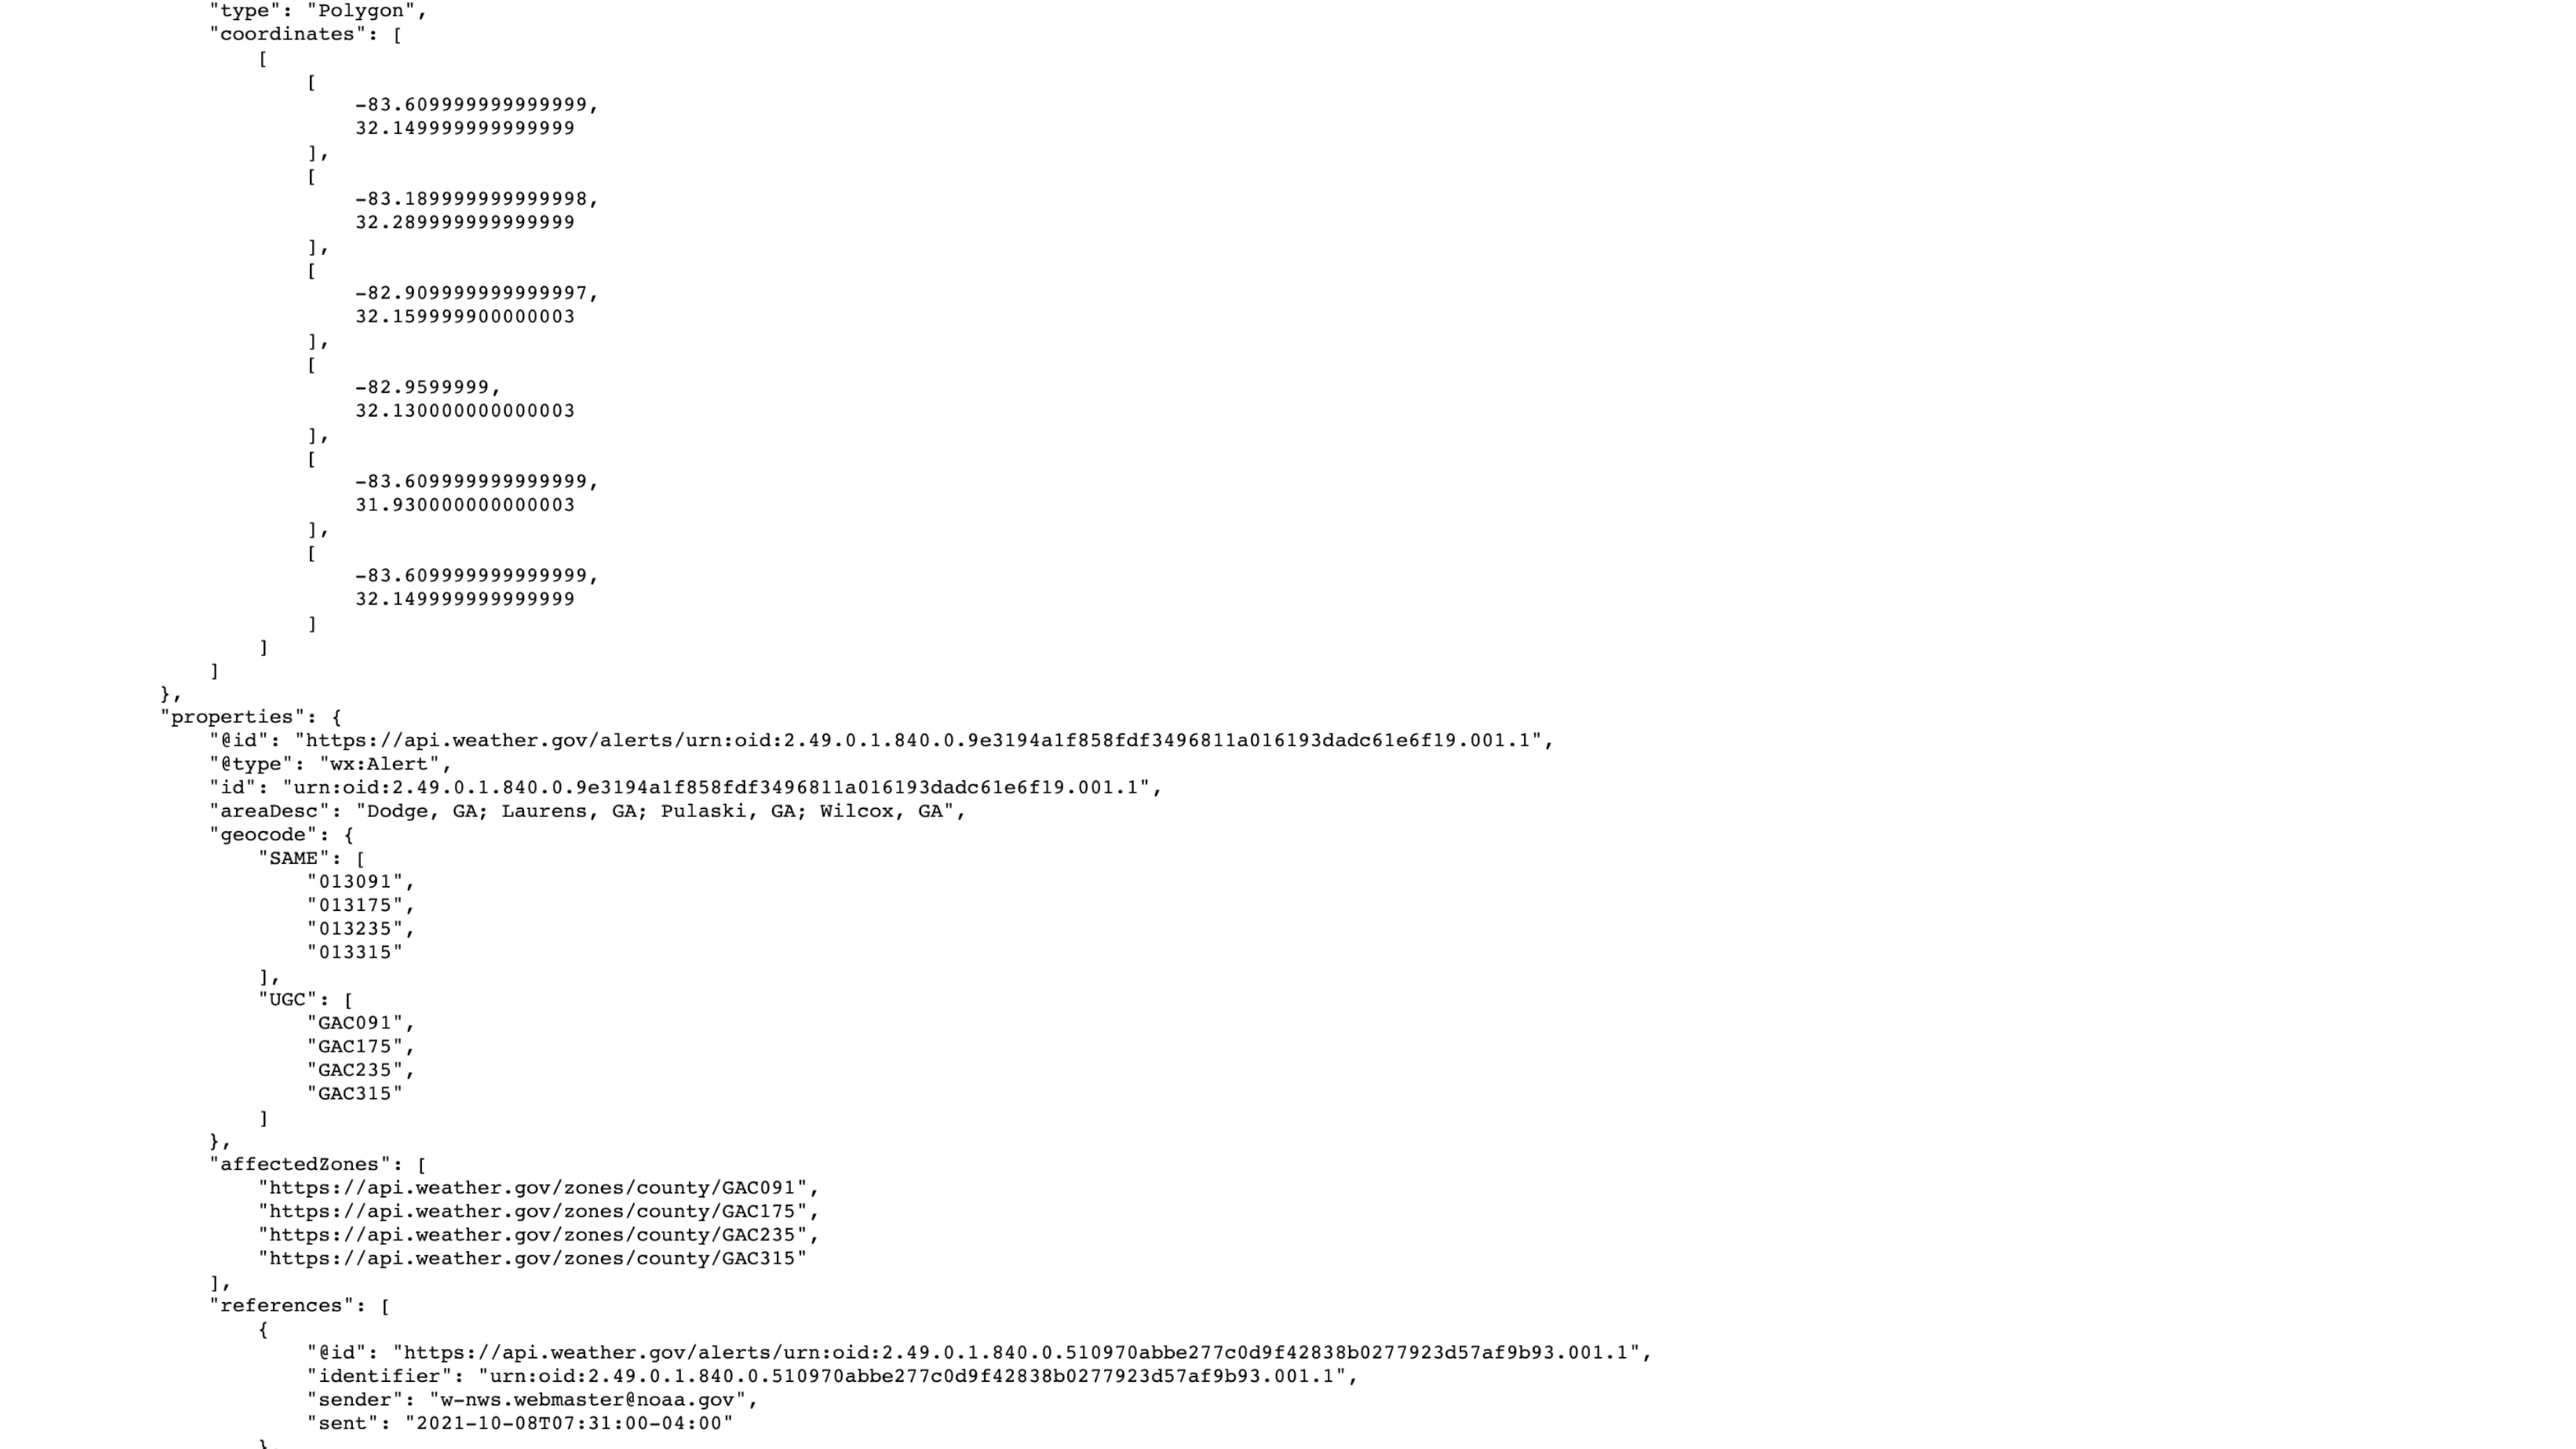 "type": "Polygon",
"coordinates": [
[
[
-83.609999999999999,
32.149999999999999
],
[
-83.189999999999998,
32.289999999999999
],
[
-82.909999999999997,
32.159999900000003
],
[
-82.9599999,
32.130000000000003
],
[
-83.609999999999999,
31.930000000000003
],
[
-83.609999999999999,
32.149999999999999
]
]
]
},
"properties": {
"@id": "https://api.weather.gov/alerts/urn:oid:2.49.0.1.840.0.9e3194a1f858fdf3496811a016193dadc61e6f19.001.1",
"@type": "wx:Alert",
"id": "urn:oid:2.49.0.1.840.0.9e3194a1f858fdf3496811a016193dadc61e6f19.001.1",
"areaDesc": "Dodge, GA; Laurens, GA; Pulaski, GA; Wilcox, GA",
"geocode": {
"SAME": [
"013091",
"013175",
"013235",
"013315"
],
"UGC": [
"GAC091",
"GAC175",
"GAC235",
"GAC315"
]
},
"affectedZones": [
"https://api.weather.gov/zones/county/GAC091",
"https://api.weather.gov/zones/county/GAC175",
"https://api.weather.gov/zones/county/GAC235",
"https://api.weather.gov/zones/county/GAC315"
],
"references": [
{
"@id": "https://api.weather.gov/alerts/urn:oid:2.49.0.1.840.0.510970abbe277c0d9f42838b0277923d57af9b93.001.1",
"identifier": "urn:oid:2.49.0.1.840.0.510970abbe277c0d9f42838b0277923d57af9b93.001.1",
"sender": "w-nws.webmaster@noaa.gov",
"sent": "2021-10-08T07:31:00-04:00"
},